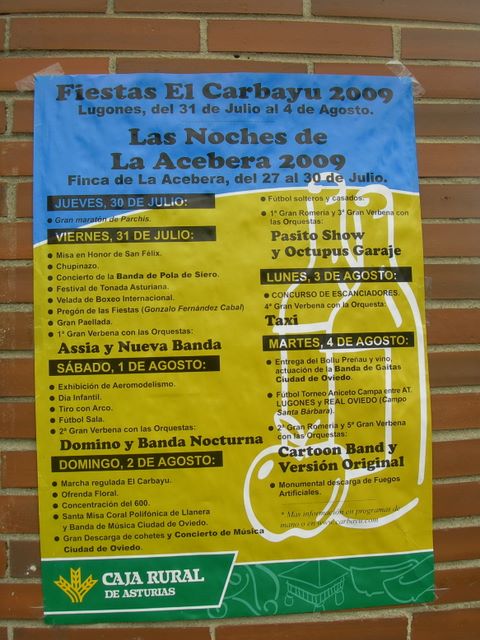 Fiestas El Carbayu 2009
Lugones, del 31 de Julio al 4 de Agosto.
Las Noches de
La Acebera 2009
Finca de La Acebera, del 27 al 30 de Julio.
JUEVES, 30 DE JULIO:
Gran maratón de Parchís.
VIERNES, 31 DE JULIO:
Misa en Honor de San Félix.
Chupinazo.
Concierto de la Banda de Pola de Siero.
Festival de Tonada Asturiana.
Velada de Boxeo Internacional.
Pregón de las Fiestas (Gonzalo Fernández Cabal)
Gran Paellada.
1ª Gran Verbena con las Orquestas:
Assia y Nueva Banda
SÁBADO, 1 DE AGOSTO:
Exhibición de Aeromodelismo.
Día Infantil.
Tiro con Arco.
Fútbol Sala.
2ª Gran Verbena con las Orquestas:
Domino y Banda Nocturna
DOMINGO, 2 DE AGOSTO:
Marcha regulada El Carbayu.
Ofrenda Floral.
Concentración del 600.
Santa Misa Coral Polifónica de Llanera
y Banda de Música Ciudad de Oviedo.
Gran Descarga de cohetes y Concierto de Música
Ciudad de Oviedo.
Fútbol solteros y casados.
1ª Gran Romería y 3ª Gran Verbena con
las Orquestas:
Pasito Show
y Octupus Garaje
LUNES, 3 DE AGOSTO:
CONCURSO DE ESCANCIADORES.
4ª Gran Verbena con la Orquesta:
Taxi
MARTES, 4 DE AGOSTO:
Entrega del Bollu Preñau y vino,
actuación de la Banda de Gaitas
Ciudad de Oviedo.
Fútbol Torneo Aniceto Campa entre AT.
LUGONES y REAL OVIEDO (Campo
Santa Bárbara).
2ª Gran Romería y 5ª Gran Verbena
con las Orquestas:
Cartoon Band y
Versión Original
Monumental descarga de Fuegos
Artificiales.
* Mas información en programas de
mano o en www.carbayu.com
CAJA RURAL
DE ASTURIAS